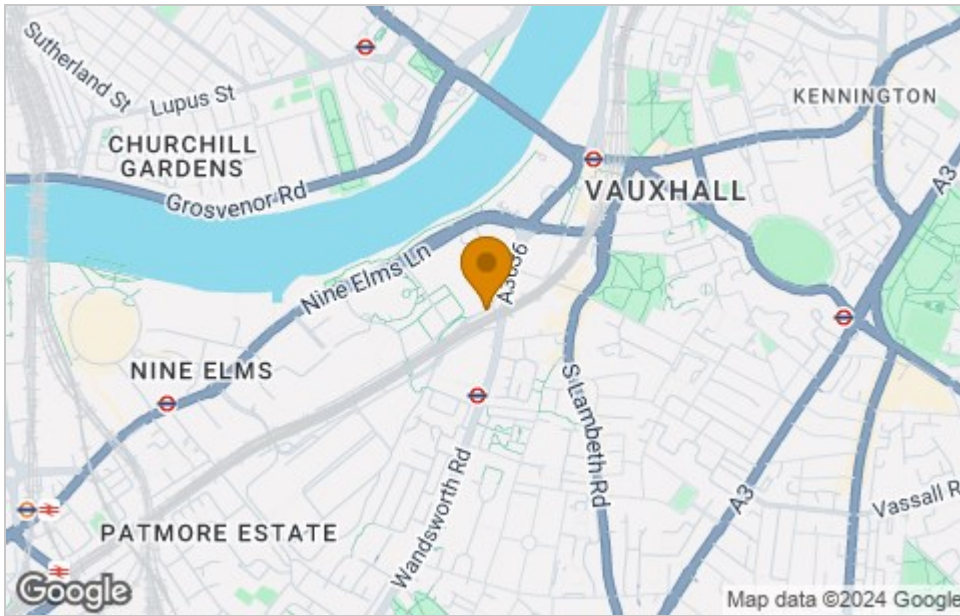 Sutherland St
Lupus St
CHURCHILL
GARDENS
Grosvenor Rd
KENNINGTON
VAUXHALL
A3
A3036
Nine Elms Ln
NINE ELMS
S Lambeth Rd
Wandsworth Rd
A3
Vassall R
PATMORE ESTATE
Google
Map data ©2024 Google